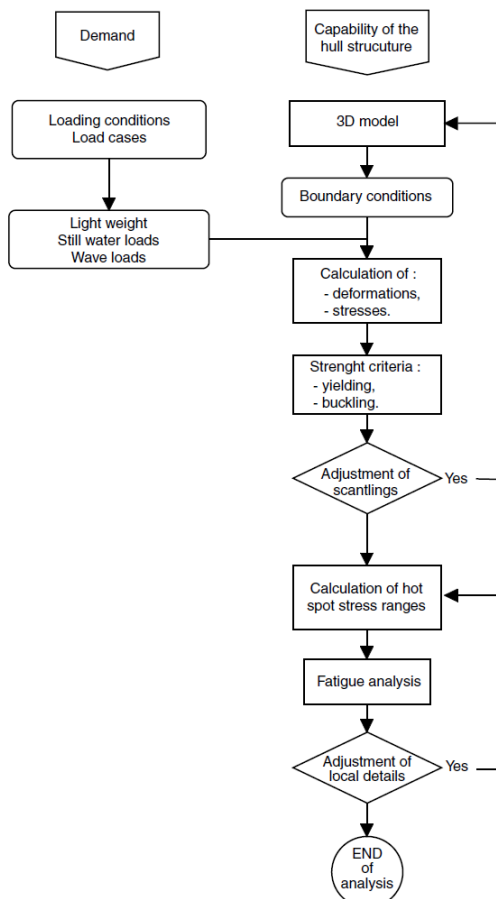 Demand
Capability of the
hull strucuture
Loading conditions
Load cases
3D model
Boundary conditions
Light weight
Still water loads
Wave loads
Calculation of :
- deformations,
- stresses.
Strenght criteria :
- yielding,
- buckling.
Adjustment of
scantlings
Yes
Calculation of hot
spot stress ranges
Fatigue analysis
Adjustment of
local details
Yes
END
of
analysis